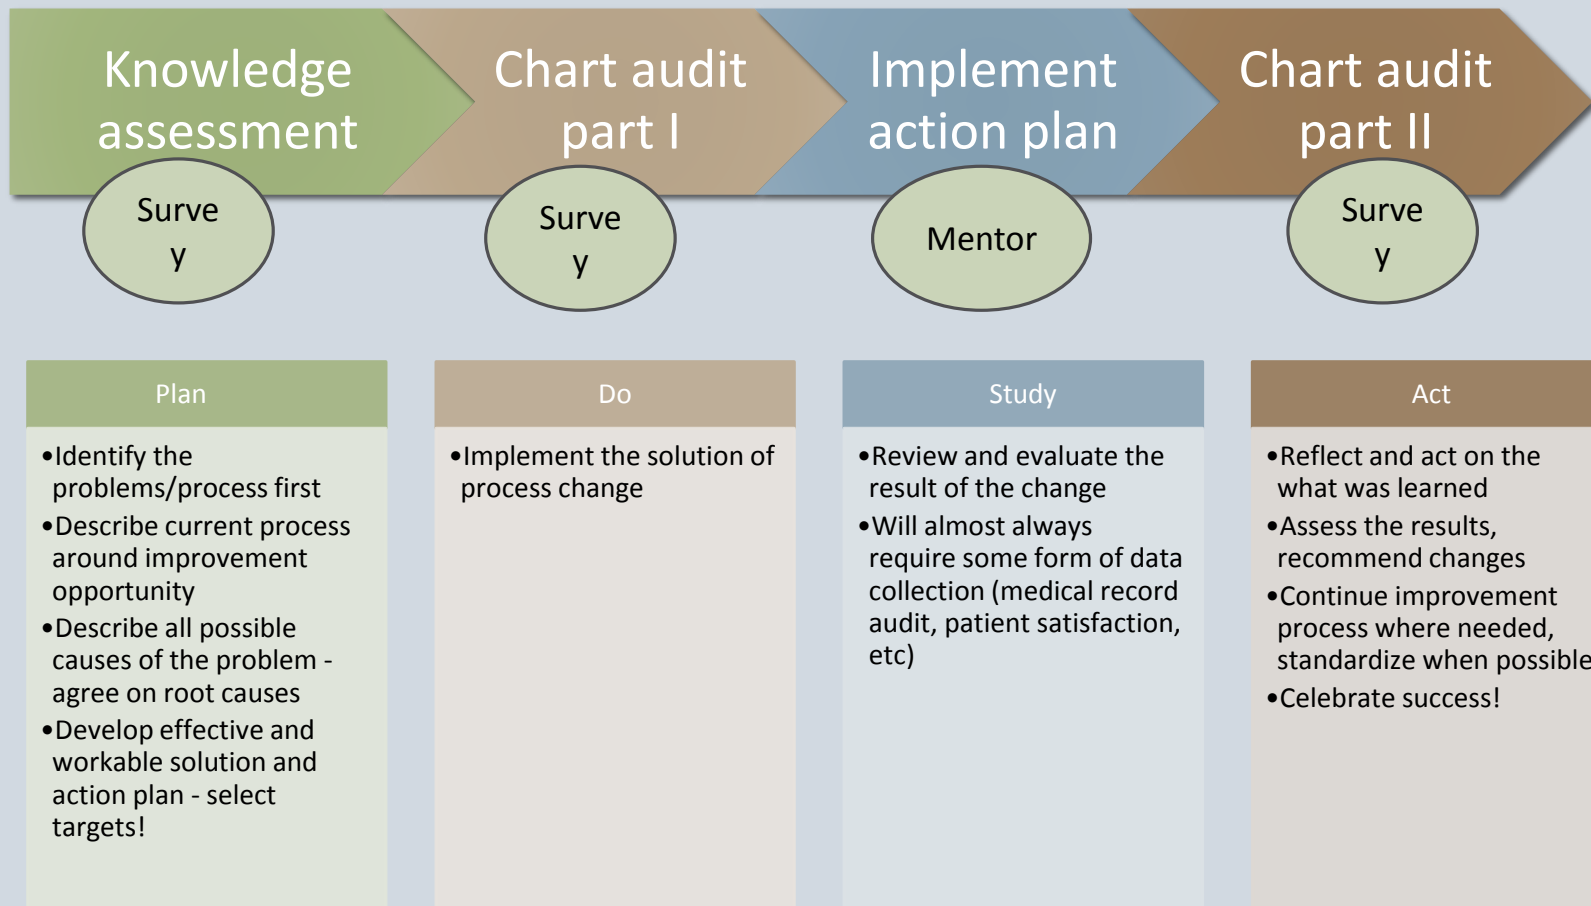 Knowledge
assessment
Chart audit
part I
Implement
action plan
Chart audit
part II
Surve
y
Surve
y
Mentor
Surve
y
Plan
•Identify the
problems/process first
•Describe current process
around improvement
opportunity
•Describe all possible
causes of the problem -
agree on root causes
•Develop effective and
workable solution and
action plan - select
targets!
Do
•Implement the solution of
process change
Study
•Review and evaluate the
result of the change
•Will almost always
require some form of data
collection (medical record
audit, patient satisfaction,
etc)
Act
•Reflect and act on the
what was learned
•Assess the results,
recommend changes
•Continue improvement
process where needed,
standardize when possible
•Celebrate success!